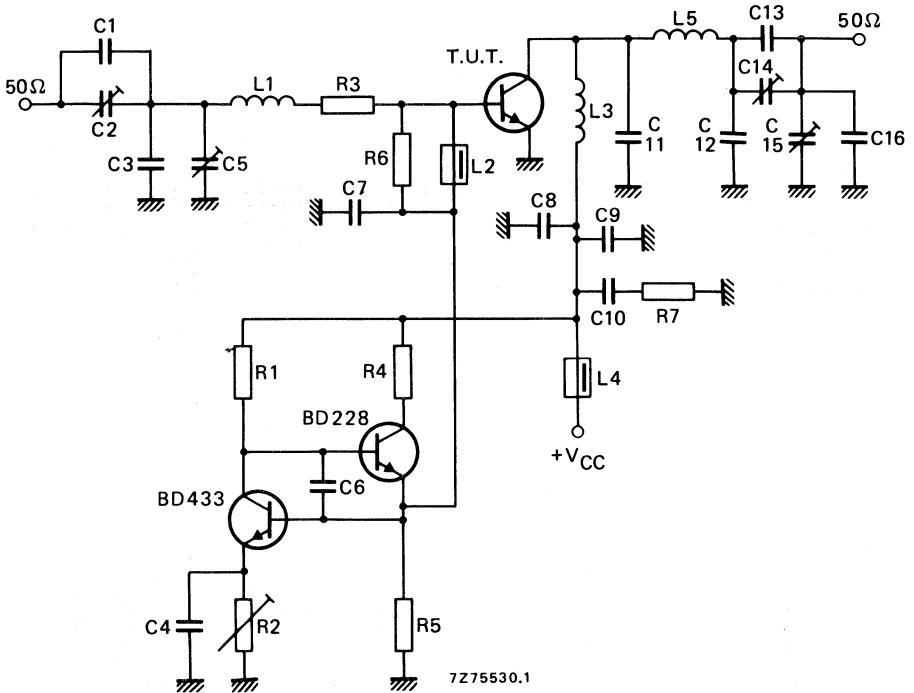 C1
50Ω
C2
L1
R3
T.U.T.
L5
C13
50Ω
C14
L3
C3
C5
R6
L2
C
11
C
12
C
15
C16
C7
C8
C9
C10
R7
R1
R4
L4
BD228
+VCC
BD433
C6
C4
R2
R5
7Z75530.1